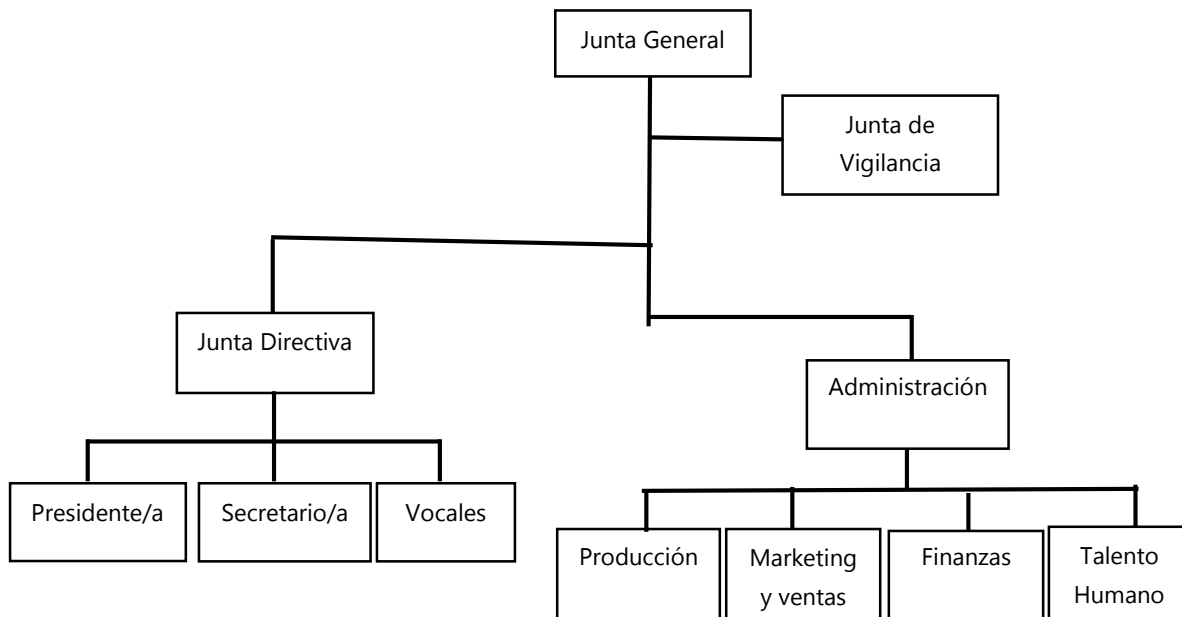 Junta General
Junta de
Vigilancia
Junta Directiva
Administración
Presidente/a
Secretario/a
Vocales
Producción
Marketing
y ventas
Finanzas
Talento
Humano